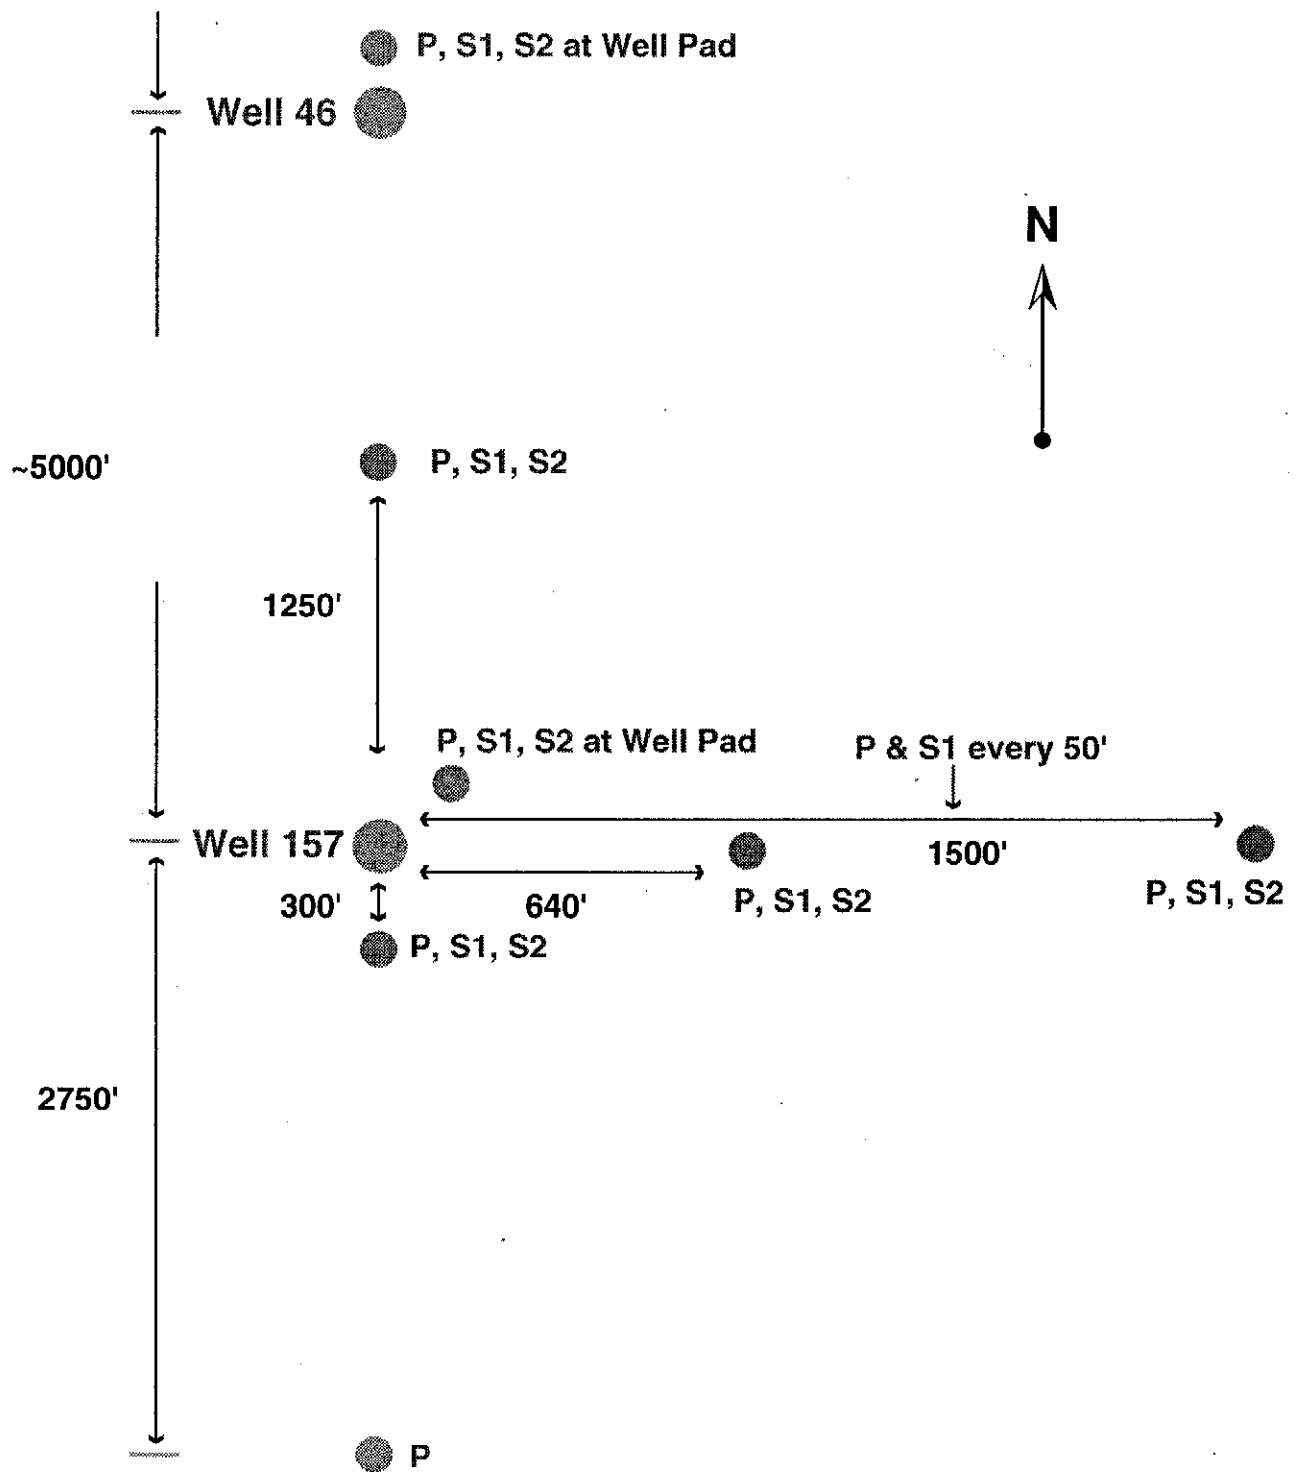 P, S1, S2 at Well Pad
Well 46
N
~5000'
P, S1, S2
1250'
P, S1, S2 at Well Pad
P & S1 every 50'
Well 157
1500'
300'
640'
P, S1, S2
P, S1, S2
P, S1, S2
2750'
P